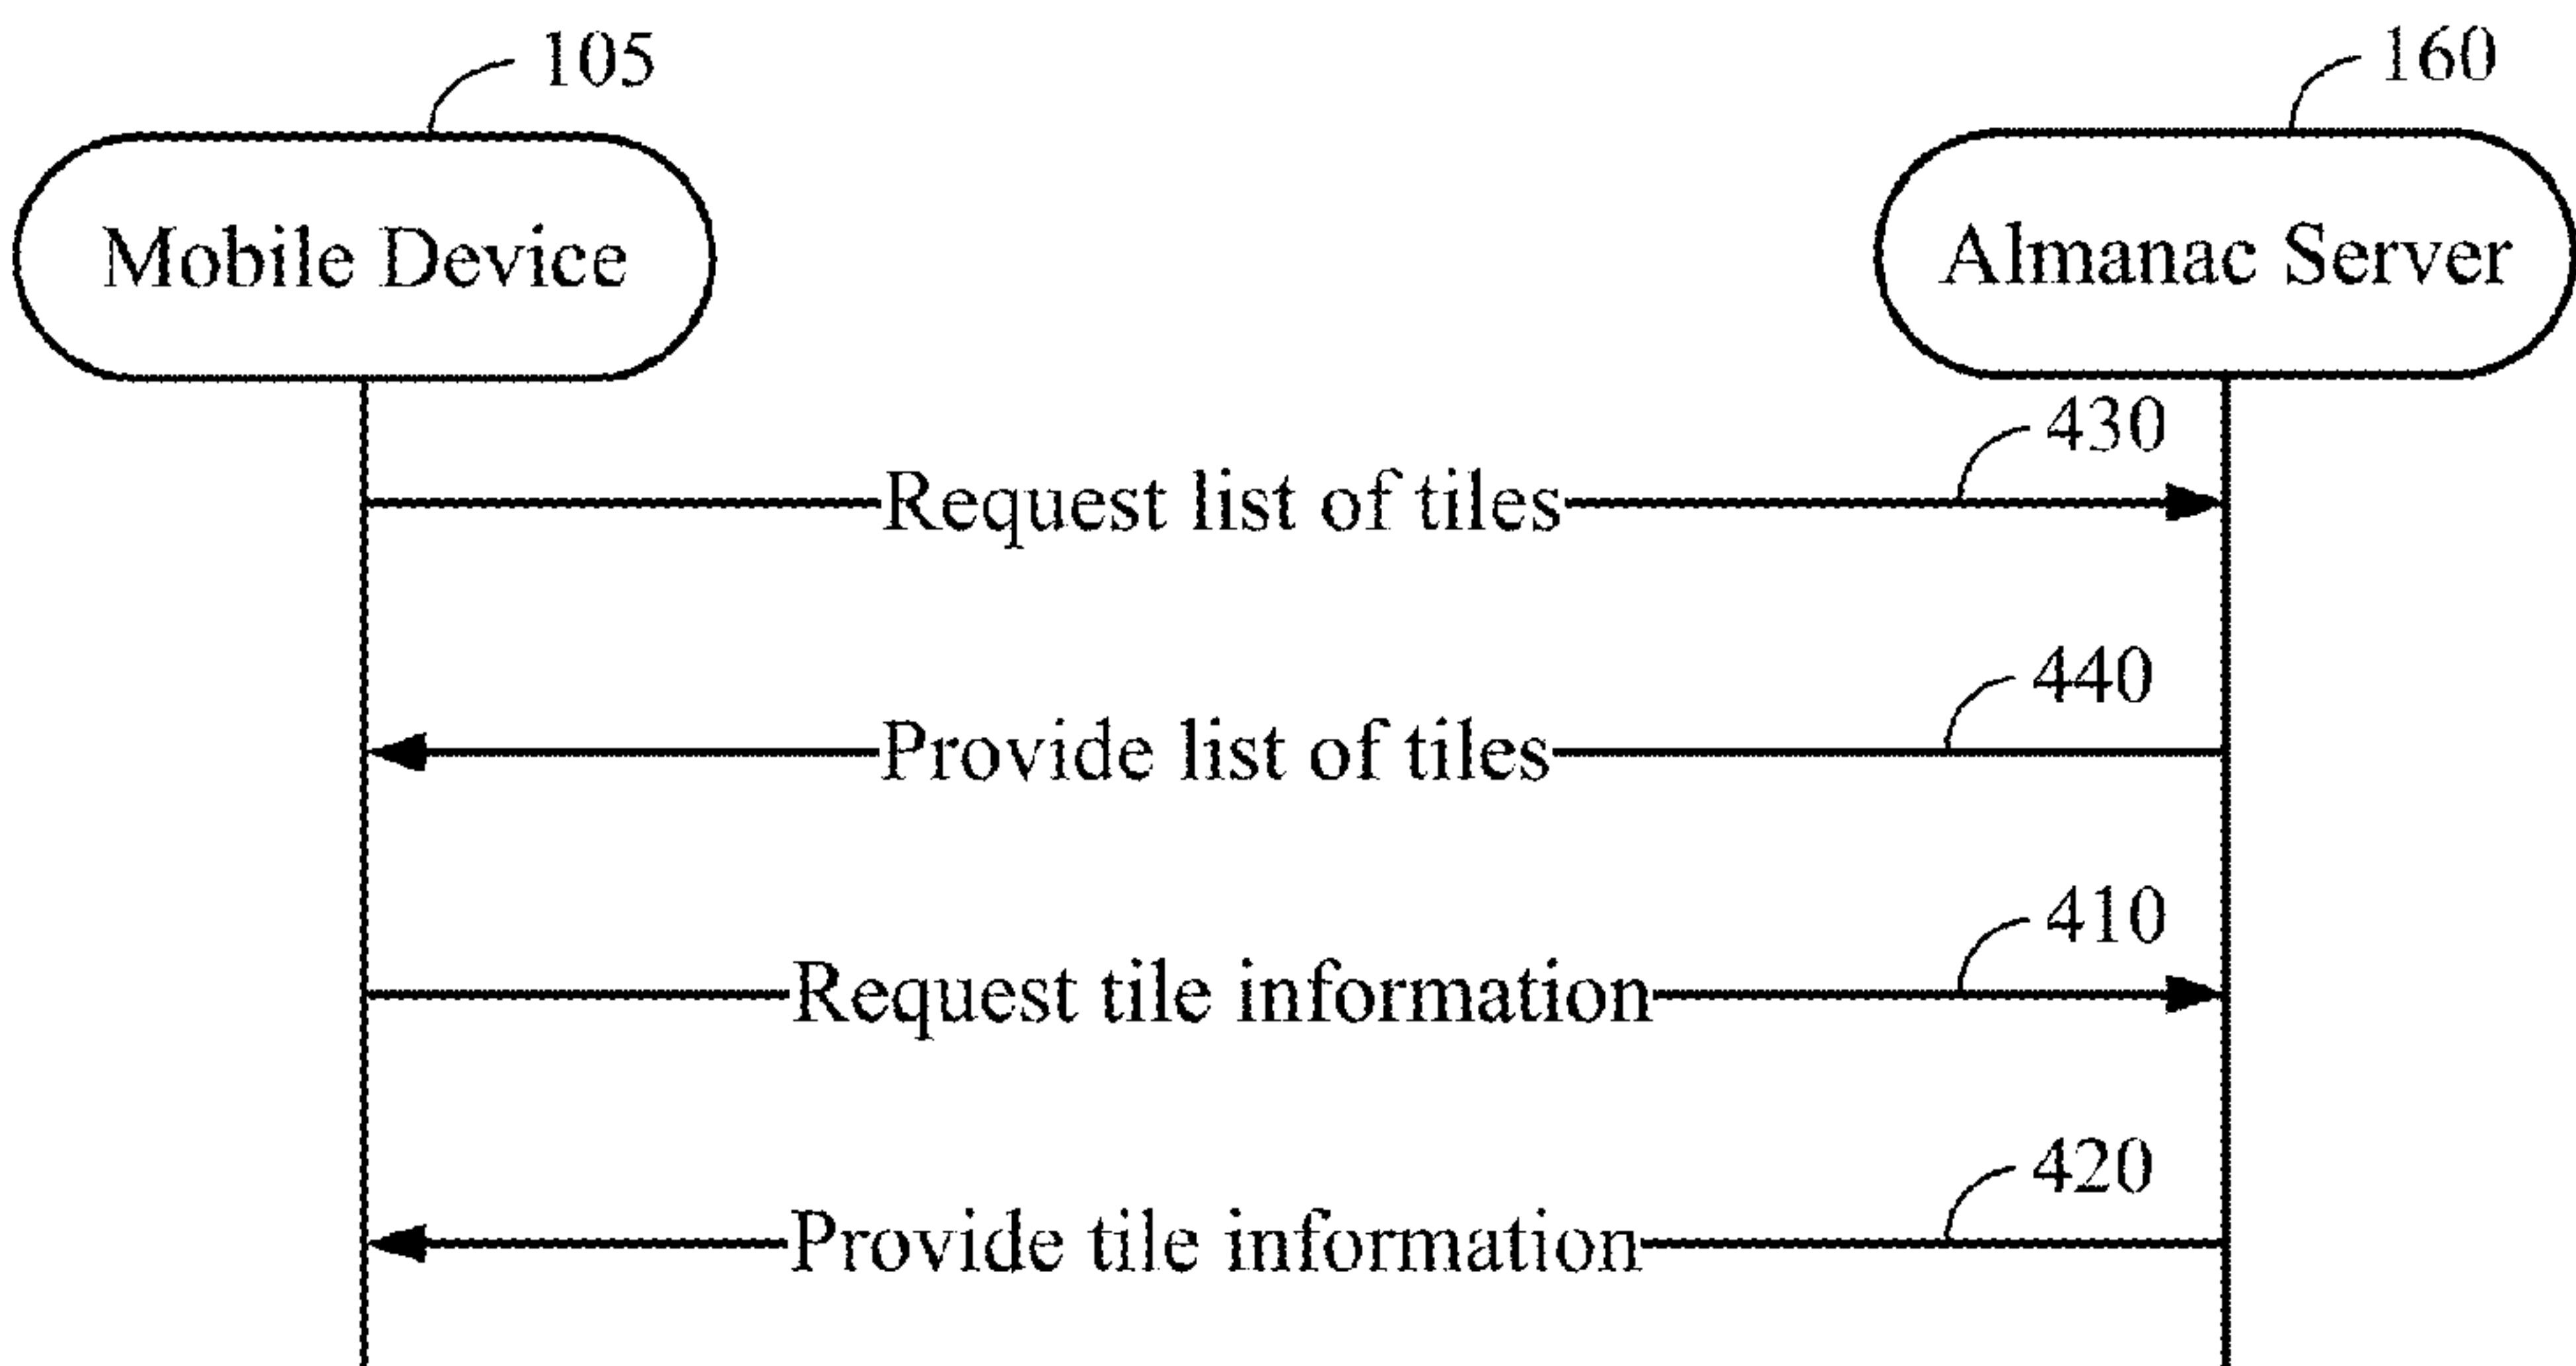 105
160
Mobile Device
Almanac Server
430
Request list of tiles
440
Provide list of tiles
410
Request tile information
420
Provide tile information